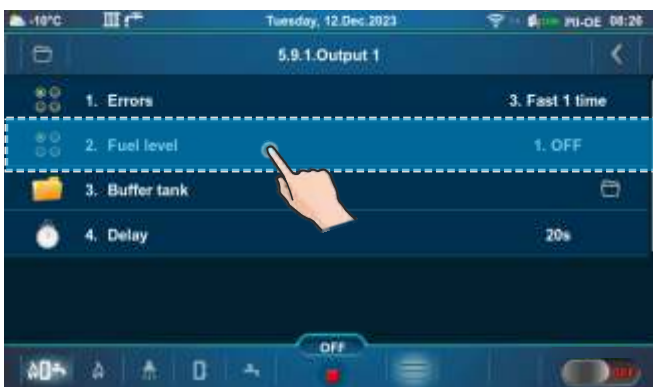 -10°C Tuesday, 12.Dec.2023 PU-OE 08:26
5.9.1.Output 1
1. Errors 3. Fast 1 time
2. Fuel level 1. OFF
3. Buffer tank
4. Delay 20s
OFF
OFF